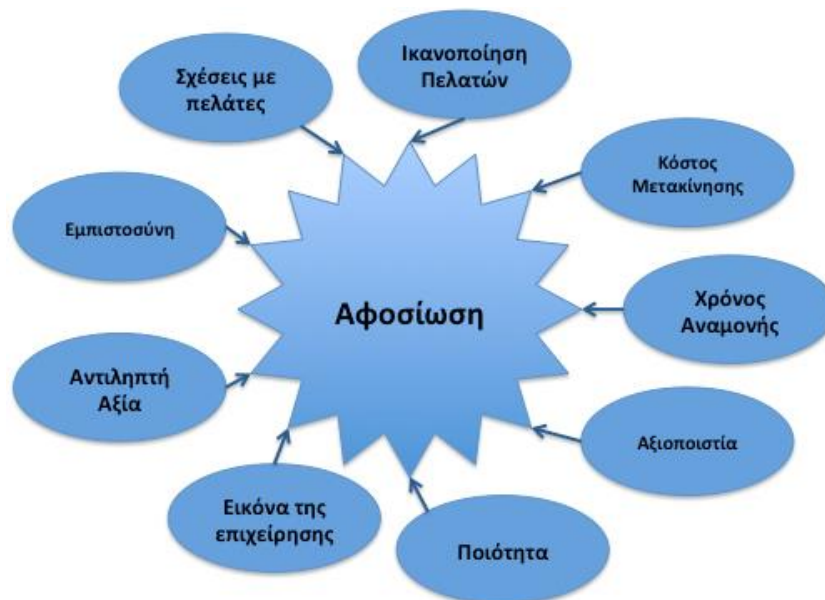 Σχέσεις με
πελάτες
Ικανοποίηση
Πελατών
Κόστος
Μετακίνησης
Εμπιστοσύνη
Χρόνος
Αναμονής
Αφοσίωση
Αντιληπτή
Αξία
Αξιοποιστία
Εικόνα της
επιχείρησης
Ποιότητα